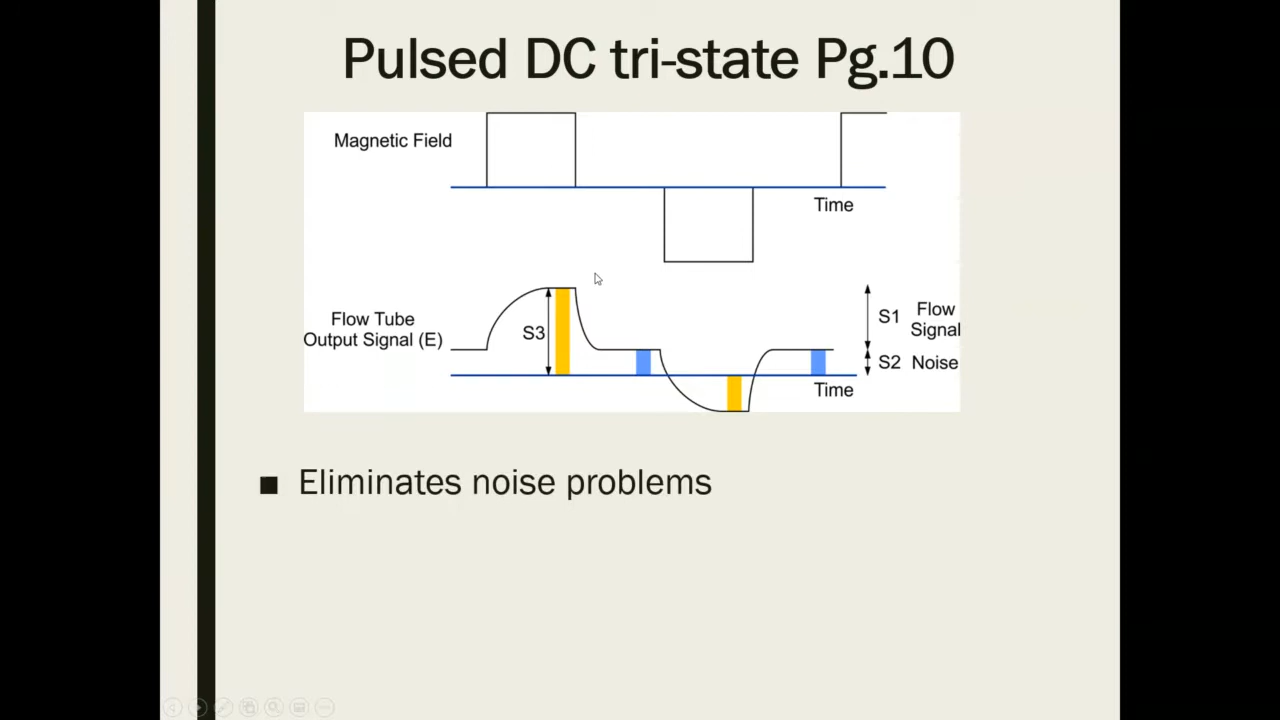 Pulsed DC tri-state Pg.10
Magnetic Field
Time
Flow Tube
Output Signal (E)
S3
S1 Flow
Signal
S2 Noise
Time
■ Eliminates noise problems